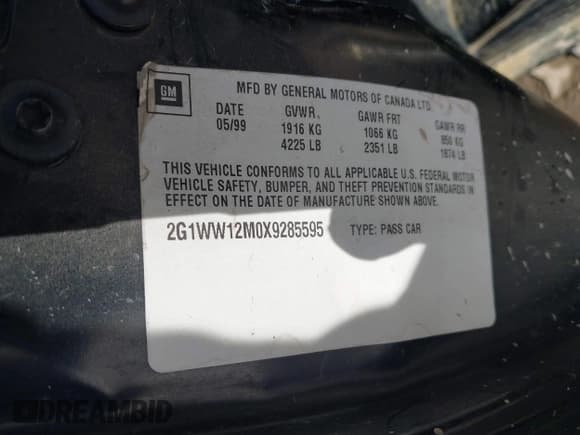 GM
MFD BY GENERAL MOTORS OF CANADA LTD
DATE GVWR GAWR FRT GAWR RR
05/99 1916 KG 1066 KG 850 KG
4225 LB 2351 LB 1874 LB
THIS VEHICLE CONFORMS TO ALL APPLICABLE U.S. FEDERAL MOTOR
VEHICLE SAFETY, BUMPER, AND THEFT PREVENTION STANDARDS IN
EFFECT ON THE DATE OF MANUFACTURE SHOWN ABOVE.
2G1WW12M0X9285595 TYPE: PASS CAR
DREAMBID